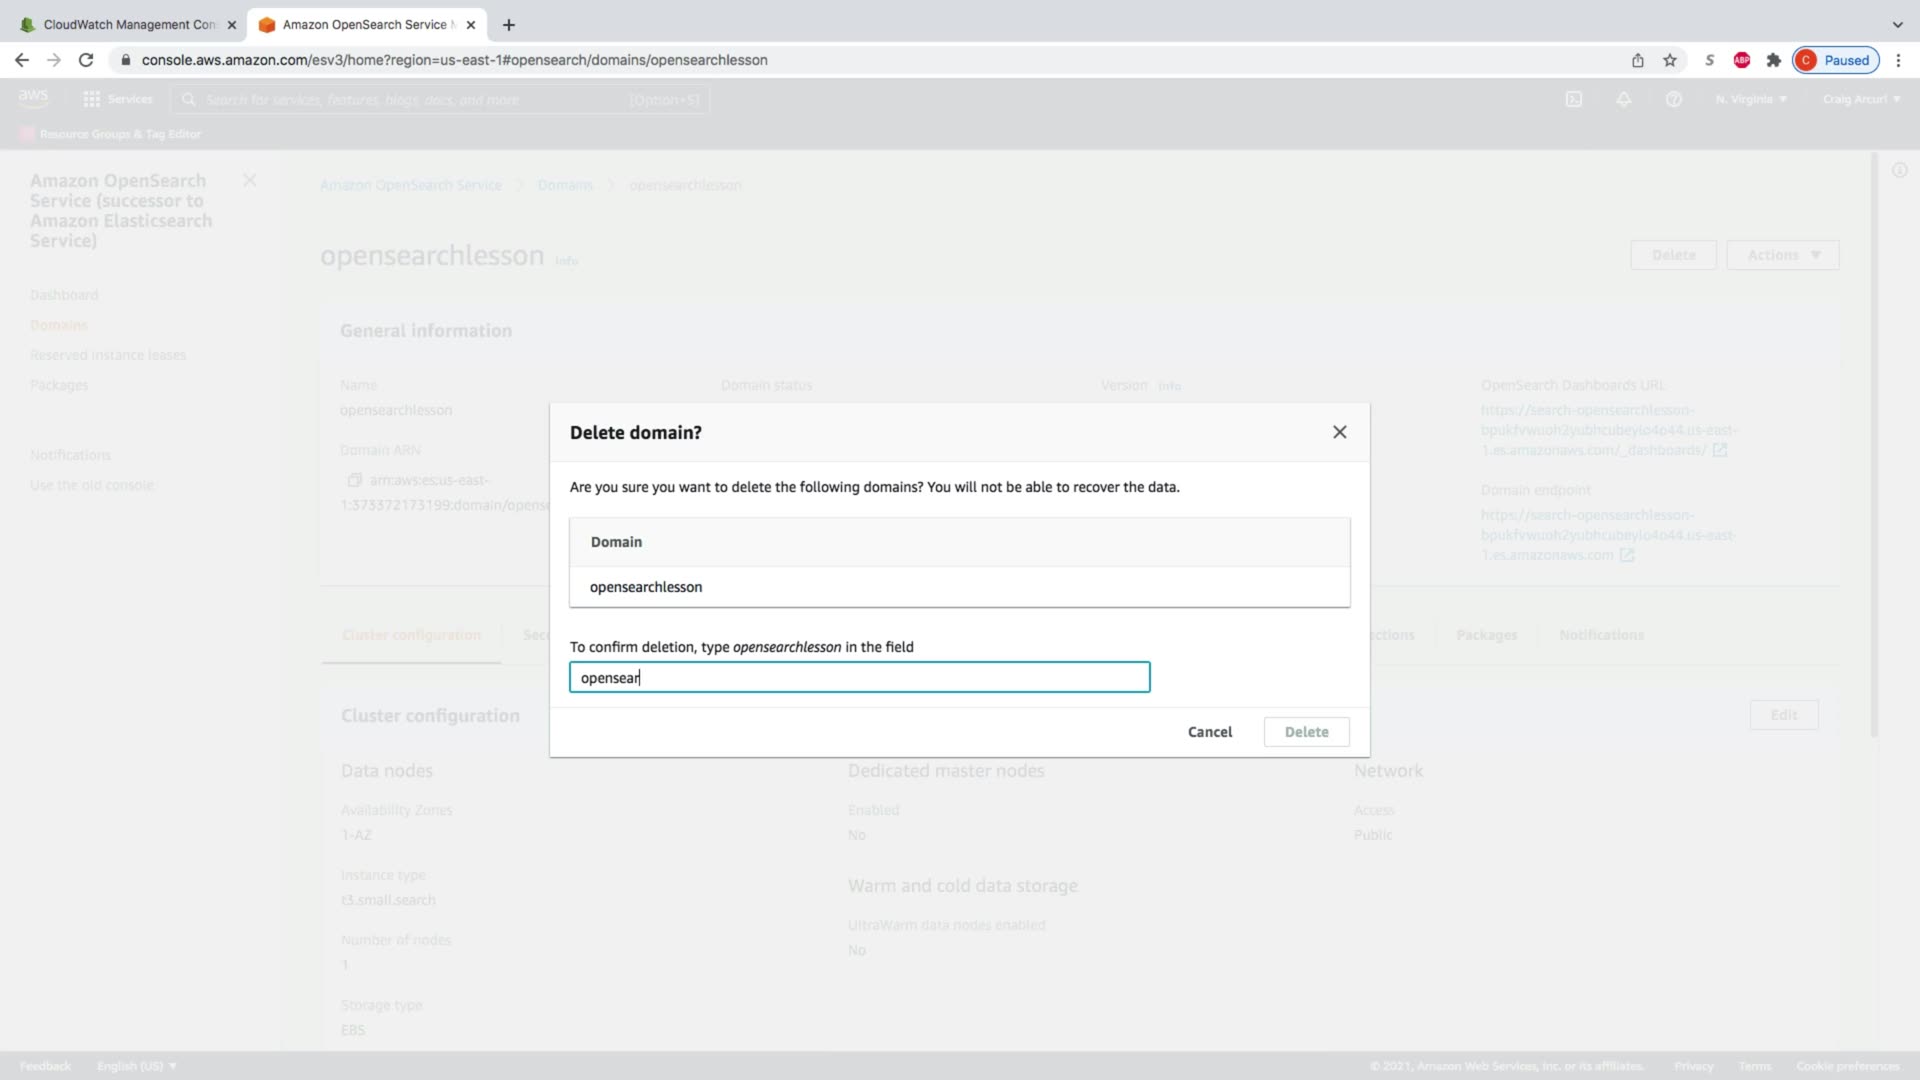 CloudWatch Management Con
Amazon OpenSearch Service M
console.aws.amazon.com/esv3/home?region=us-east-1#opensearch/domains/opensearchlesson
S
ABP
C Paused
aws
Services
Search for services, features, blogs, docs, and more
[Option+S]
N. Virginia ▼
Craig Arcuri ▼
Resource Groups & Tag Editor
Amazon OpenSearch
Service (successor to
Amazon Elasticsearch
Service)
Dashboard
Domains
Reserved instance leases
Packages
Notifications
Use the old console
Amazon OpenSearch Service
Domains
opensearchlesson
opensearchlesson Info
Delete
Actions ▼
General information
Name
opensearchlesson
Domain ARN
arn:aws:es:us-east-
1:373372173199:domain/opense
Domain status
Version Info
OpenSearch Dashboards URL
https://search-opensearchlesson-
bpukfvwuoh2yubhcubeylo4o44.us-east-
1.es.amazonaws.com/_dashboards/
Domain endpoint
https://search-opensearchlesson-
bpukfvwuoh2yubhcubeylo4o44.us-east-
1.es.amazonaws.com
Delete domain?
Are you sure you want to delete the following domains? You will not be able to recover the data.
Domain
opensearchlesson
To confirm deletion, type opensearchlesson in the field
opensear
Cancel
Delete
Cluster configuration
Sec
ctions
Packages
Notifications
Cluster configuration
Edit
Data nodes
Availability Zones
1-AZ
Instance type
t3.small.search
Number of nodes
1
Storage type
EBS
Dedicated master nodes
Enabled
No
Warm and cold data storage
UltraWarm data nodes enabled
No
Network
Access
Public
Feedback
English (US) ▼
© 2021, Amazon Web Services, Inc. or its affiliates.
Privacy
Terms
Cookie preferences